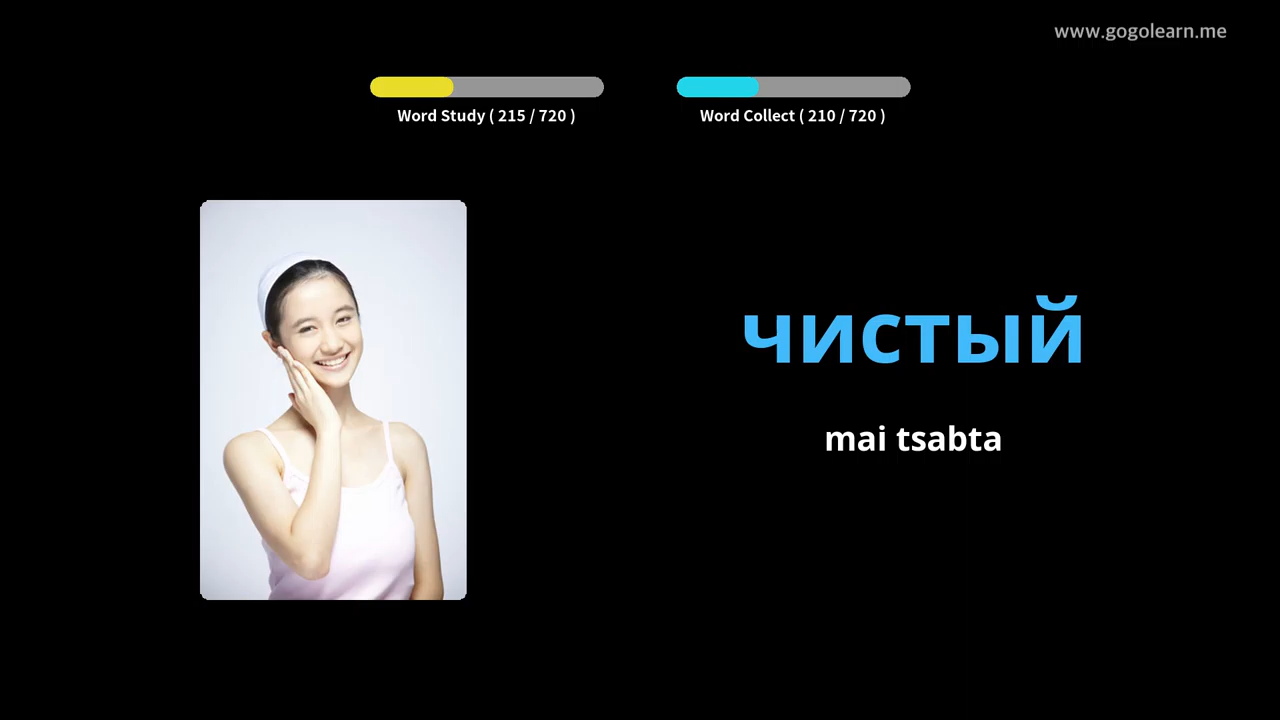 www.gogolearn.me
Word Study ( 215 / 720 )
Word Collect ( 210 / 720 )
чистый
mai tsabta